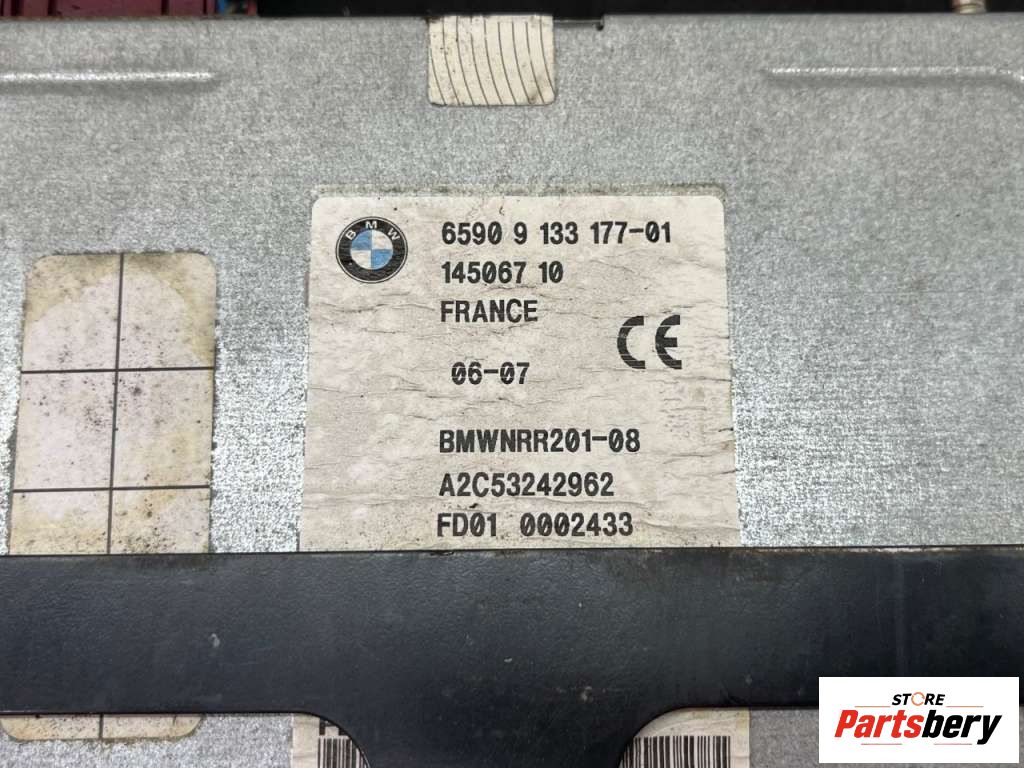 BMW
6590 9 133 177-01
145067 10
FRANCE
CE
06-07
BMWNRR201-08
A2C53242962
FD01 0002433
STORE
Partsbery